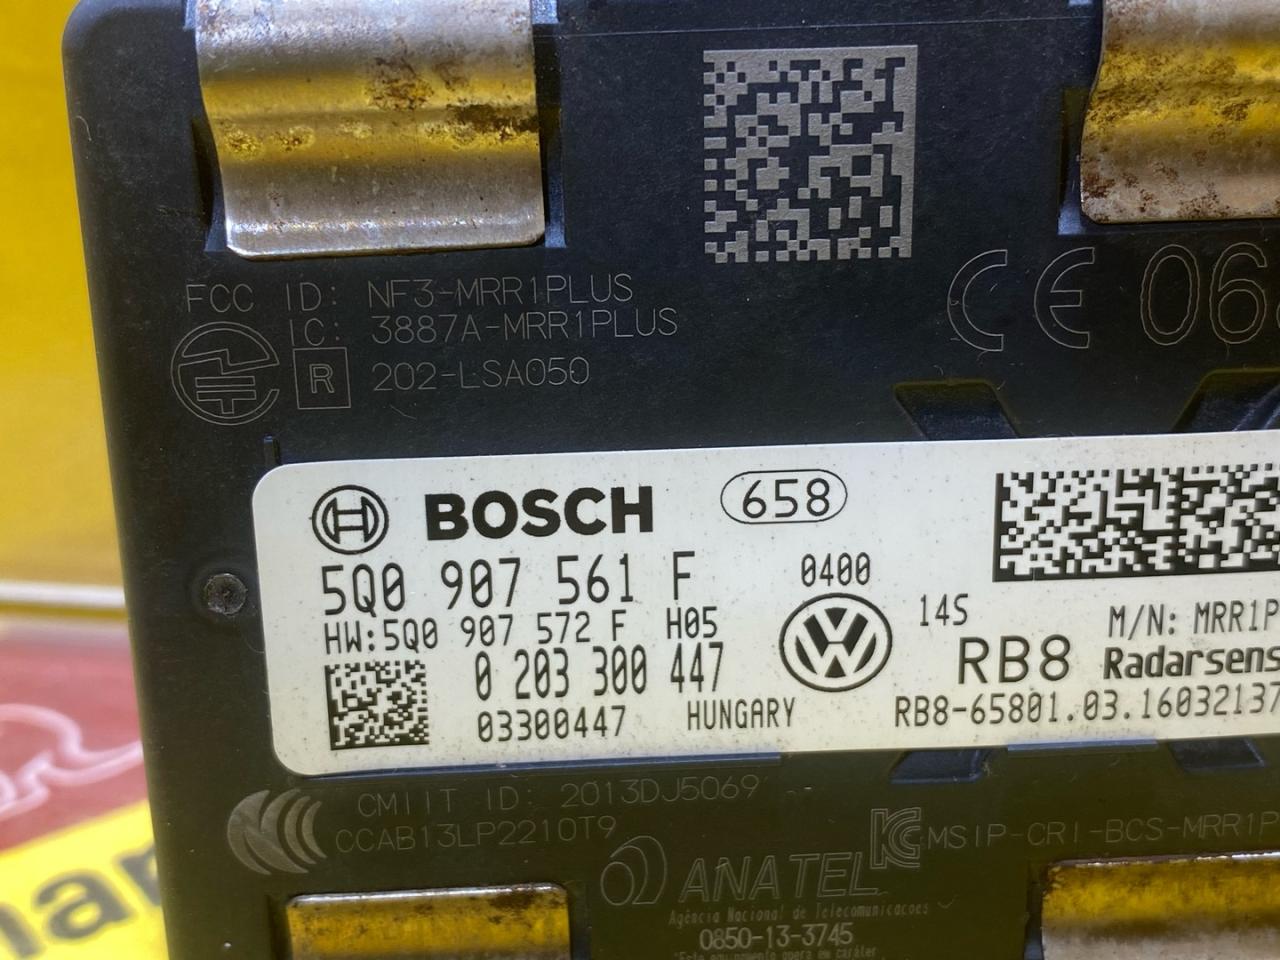 FCC ID: NF3-MRR1PLUS
IC: 3887A-MRR1PLUS
R 202-LSA050
CE
BOSCH 658
5Q0 907 561 F 0400
HW:5Q0 907 572 F H05 14S M/N: MRR1P
0 203 300 447 RB8 Radarsens
03300447 HUNGARY RB8-65801.03.16032137
CMIIT ID: 2013DJ5069
CCAB13LP2210T9
MSIP-CRI-BCS-MRR1P
ANATEL
Agência Nacional de Telecomunicacoes
0850-13-3745